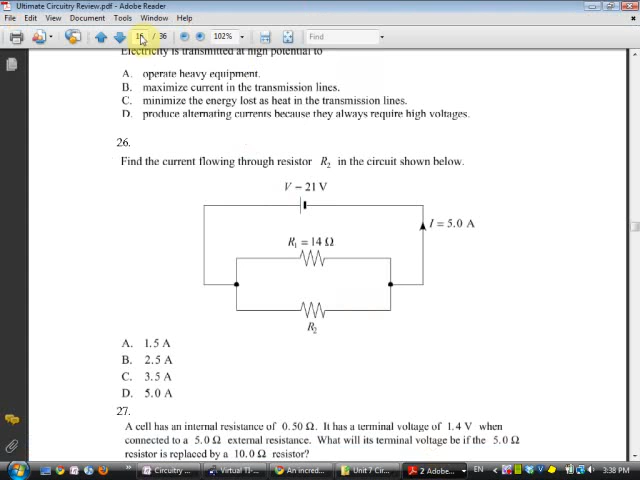 Ultimate Circuitry Review.pdf - Adobe Reader
File Edit View Document Tools Window Help
/ 36 102% Find
Electricity is transmitted at high potential to
A. operate heavy equipment.
B. maximize current in the transmission lines.
C. minimize the energy lost as heat in the transmission lines.
D. produce alternating currents because they always require high voltages.
26.
Find the current flowing through resistor R₂ in the circuit shown below.
V = 21 V
I = 5.0 A
R₁ = 14 Ω
R₂
A. 1.5 A
B. 2.5 A
C. 3.5 A
D. 5.0 A
27.
A cell has an internal resistance of 0.50 Ω. It has a terminal voltage of 1.4 V when
connected to a 5.0 Ω external resistance. What will its terminal voltage be if the 5.0 Ω
resistor is replaced by a 10.0 Ω resistor?
Start Circuitry ... Virtual TI-... An incred... Unit 7 Circ... 2 Adobe... EN 3:38 PM